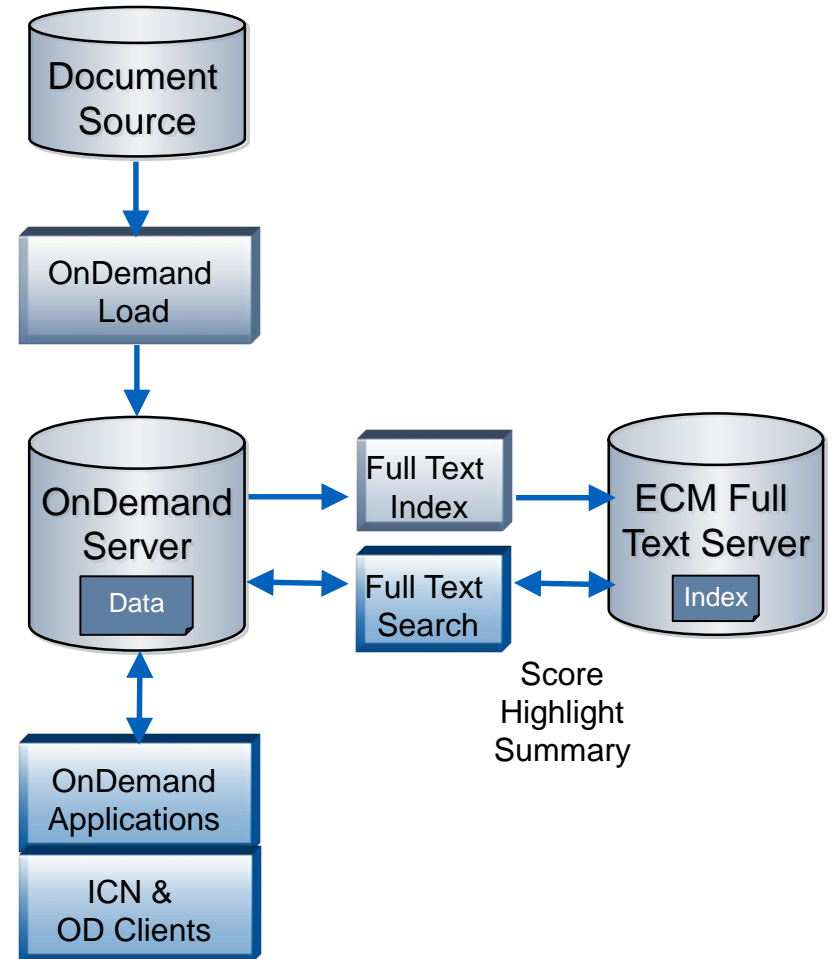 Document
Source
OnDemand
Load
OnDemand
Server
Data
Full Text
Index
Full Text
Search
ECM Full
Text Server
Index
Score
Highlight
Summary
OnDemand
Applications
ICN &
OD Clients